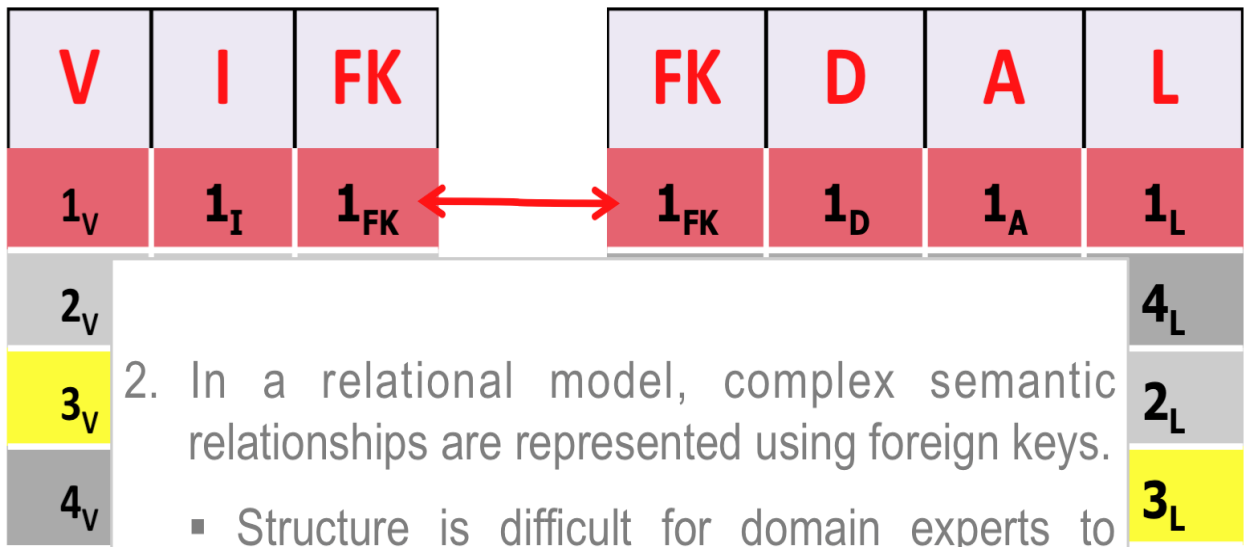 V I FK FK D A L
1V 1I 1FK 1FK 1D 1A 1L
2V 4L
3V 2L
4V 3L
2. In a relational model, complex semantic
relationships are represented using foreign keys.
▪ Structure is difficult for domain experts to